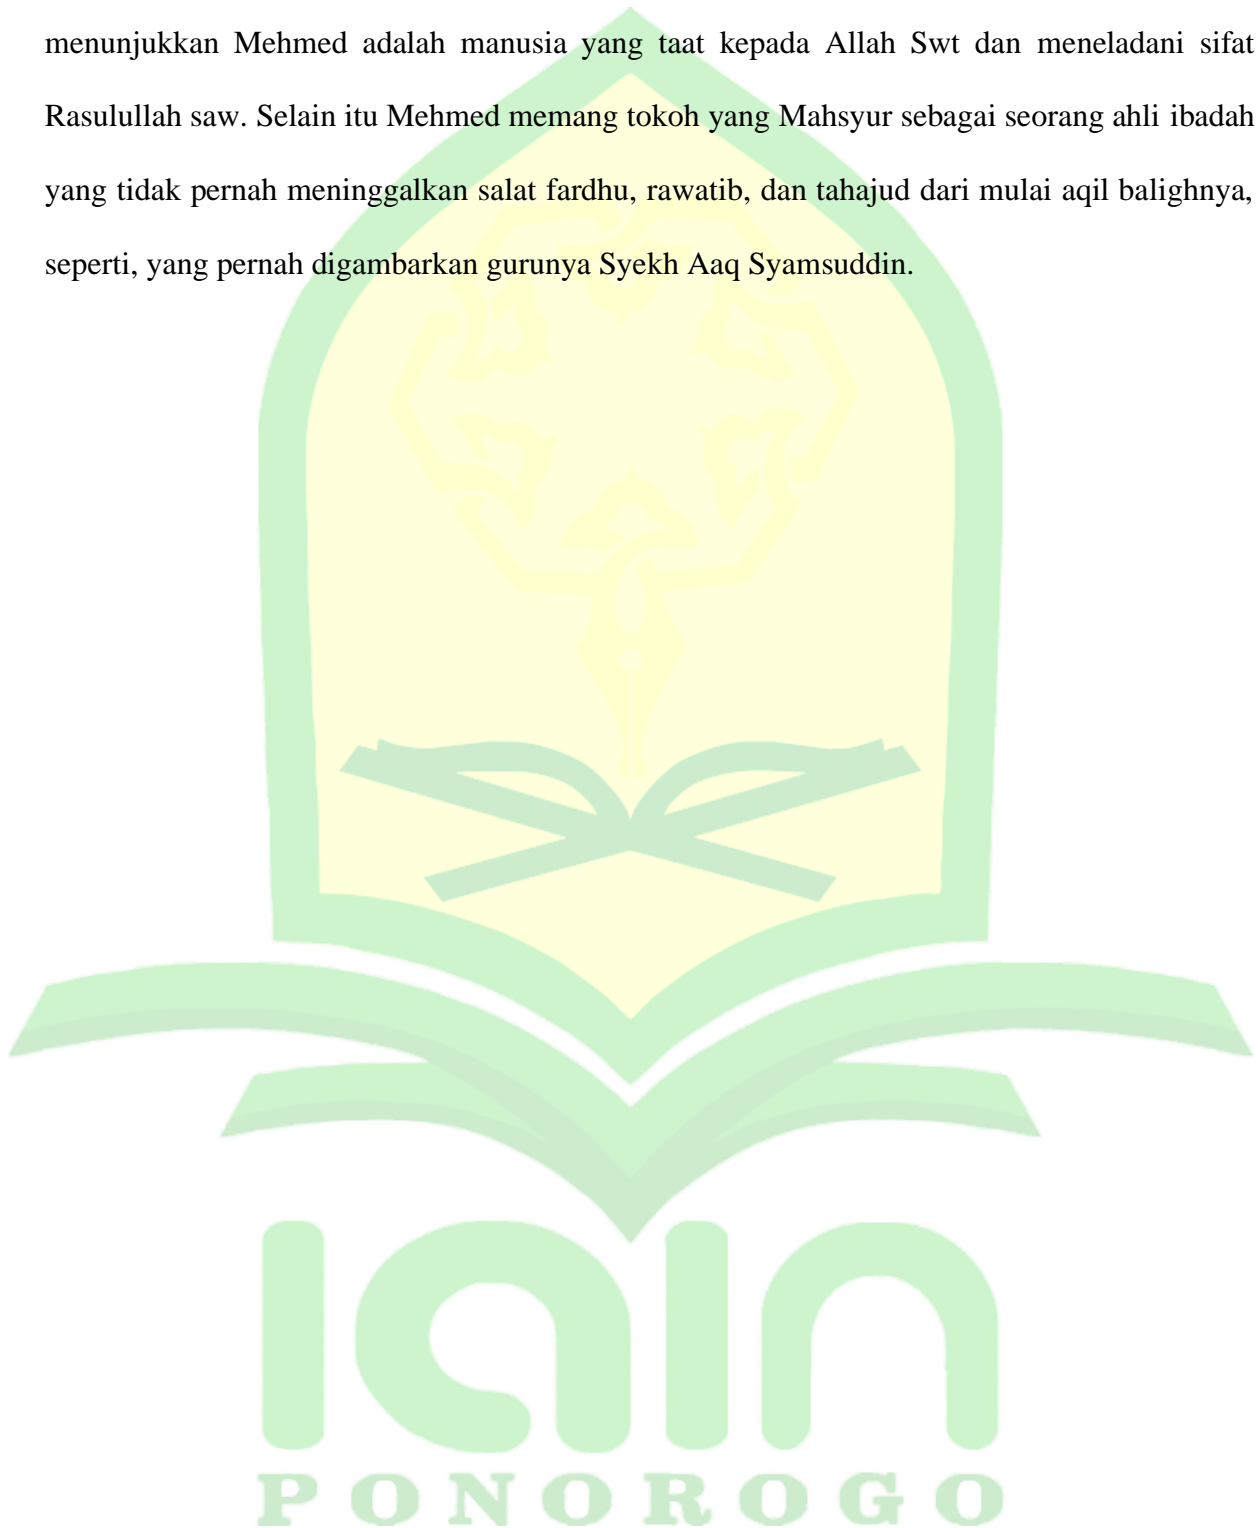 menunjukkan Mehmed adalah manusia yang taat kepada Allah Swt dan meneladani sifat
Rasulullah saw. Selain itu Mehmed memang tokoh yang Mahsyur sebagai seorang ahli ibadah
yang tidak pernah meninggalkan salat fardhu, rawatib, dan tahajud dari mulai aqil balighnya,
seperti, yang pernah digambarkan gurunya Syekh Aaq Syamsuddin.
iain
PONOROGO